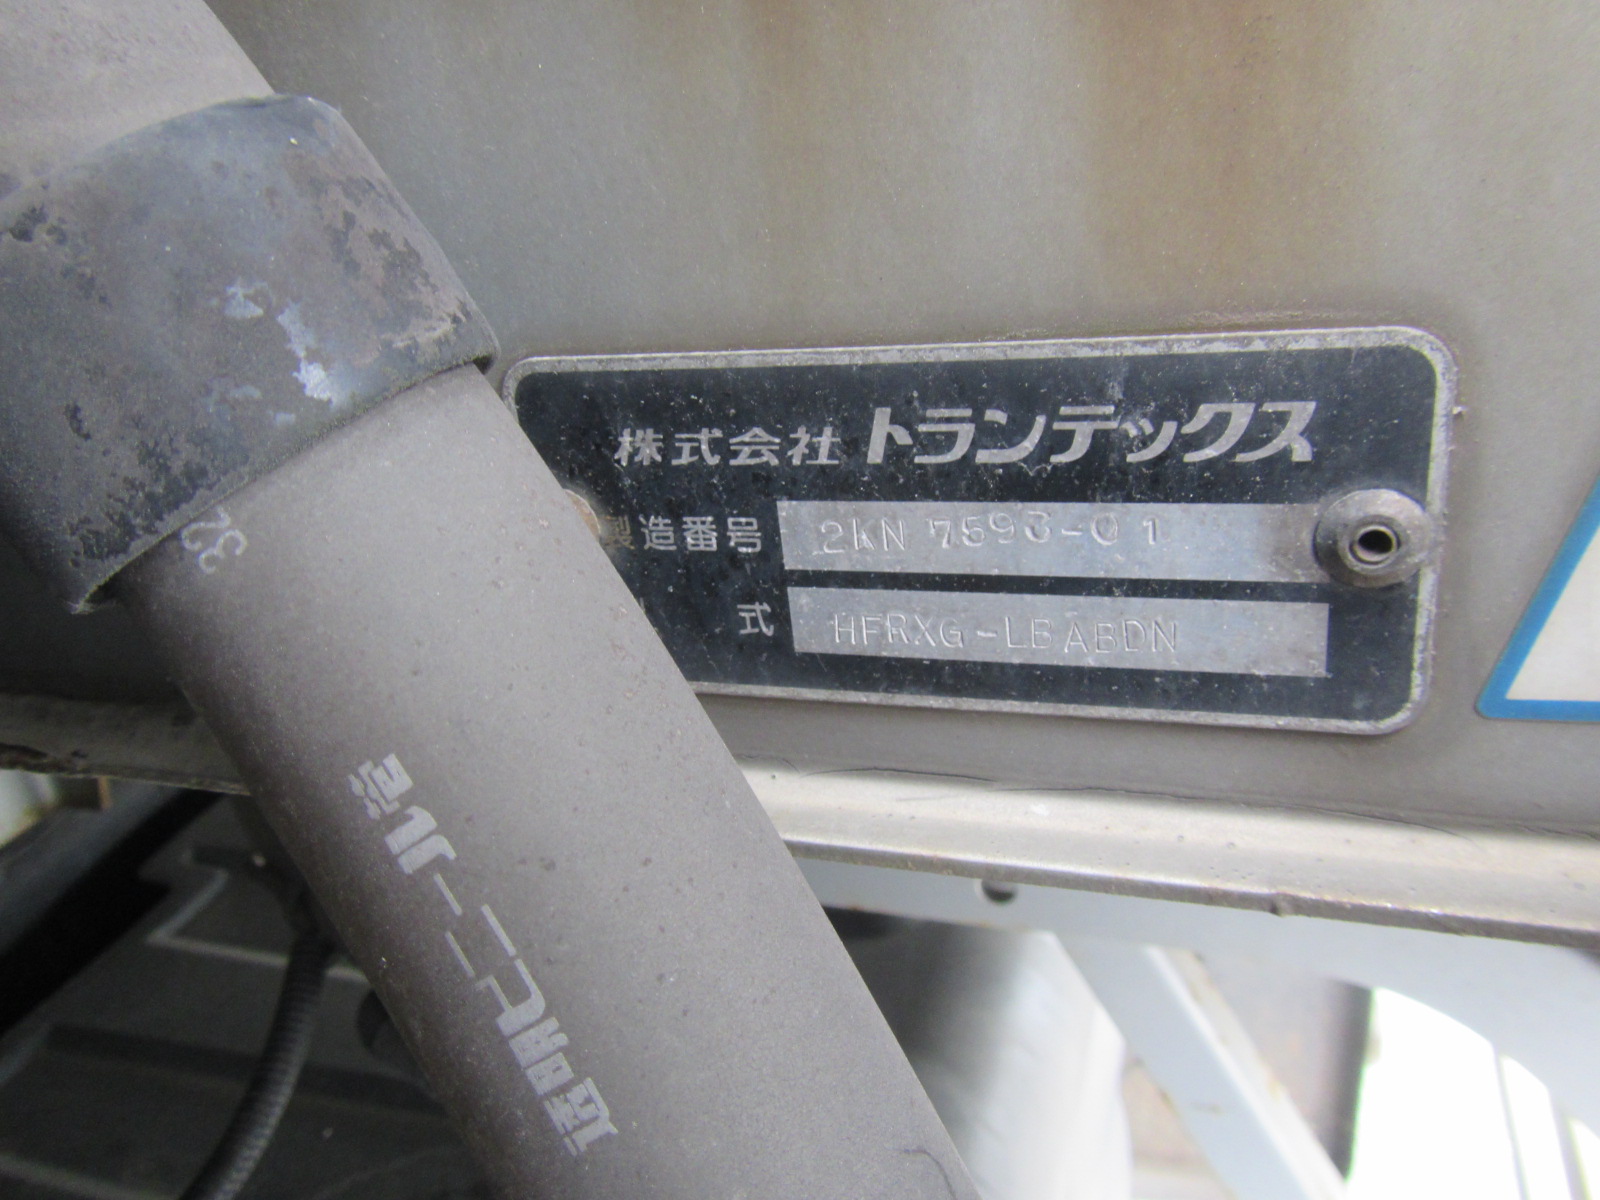 株式会社 トランテックス
製造番号 2KN 7593-01
式 HFRXG-LBABDN
32
透明ビニール管